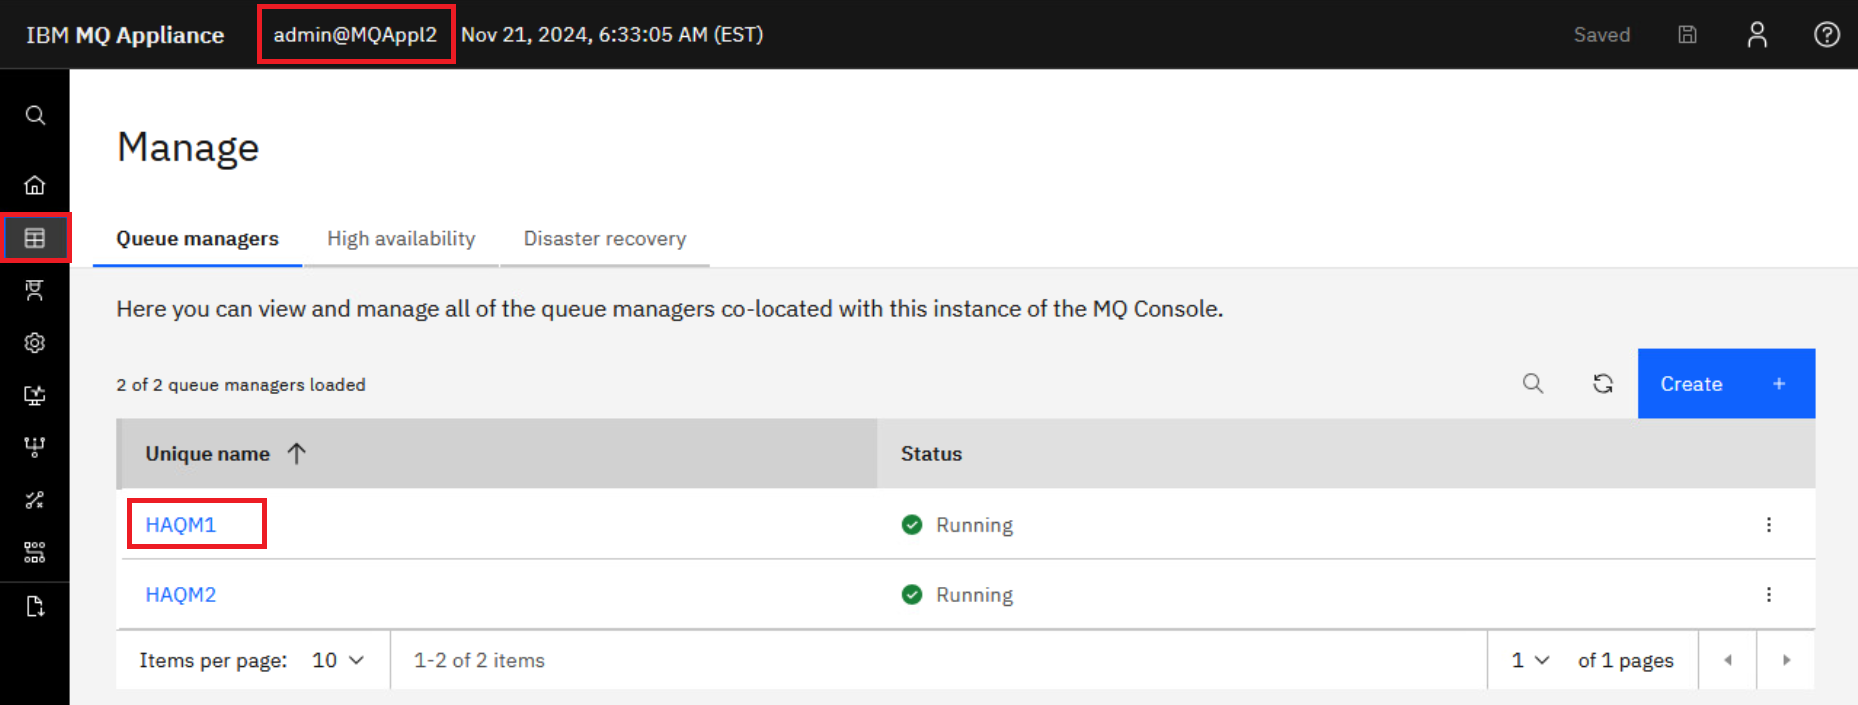 IBM MQ Appliance admin@MQAppl2 Nov 21, 2024, 6:33:05 AM (EST) Saved
Manage
Queue managers High availability Disaster recovery
Here you can view and manage all of the queue managers co-located with this instance of the MQ Console.
2 of 2 queue managers loaded
Create +
Unique name Status
HAQM1 Running
HAQM2 Running
Items per page: 10 1-2 of 2 items 1 of 1 pages